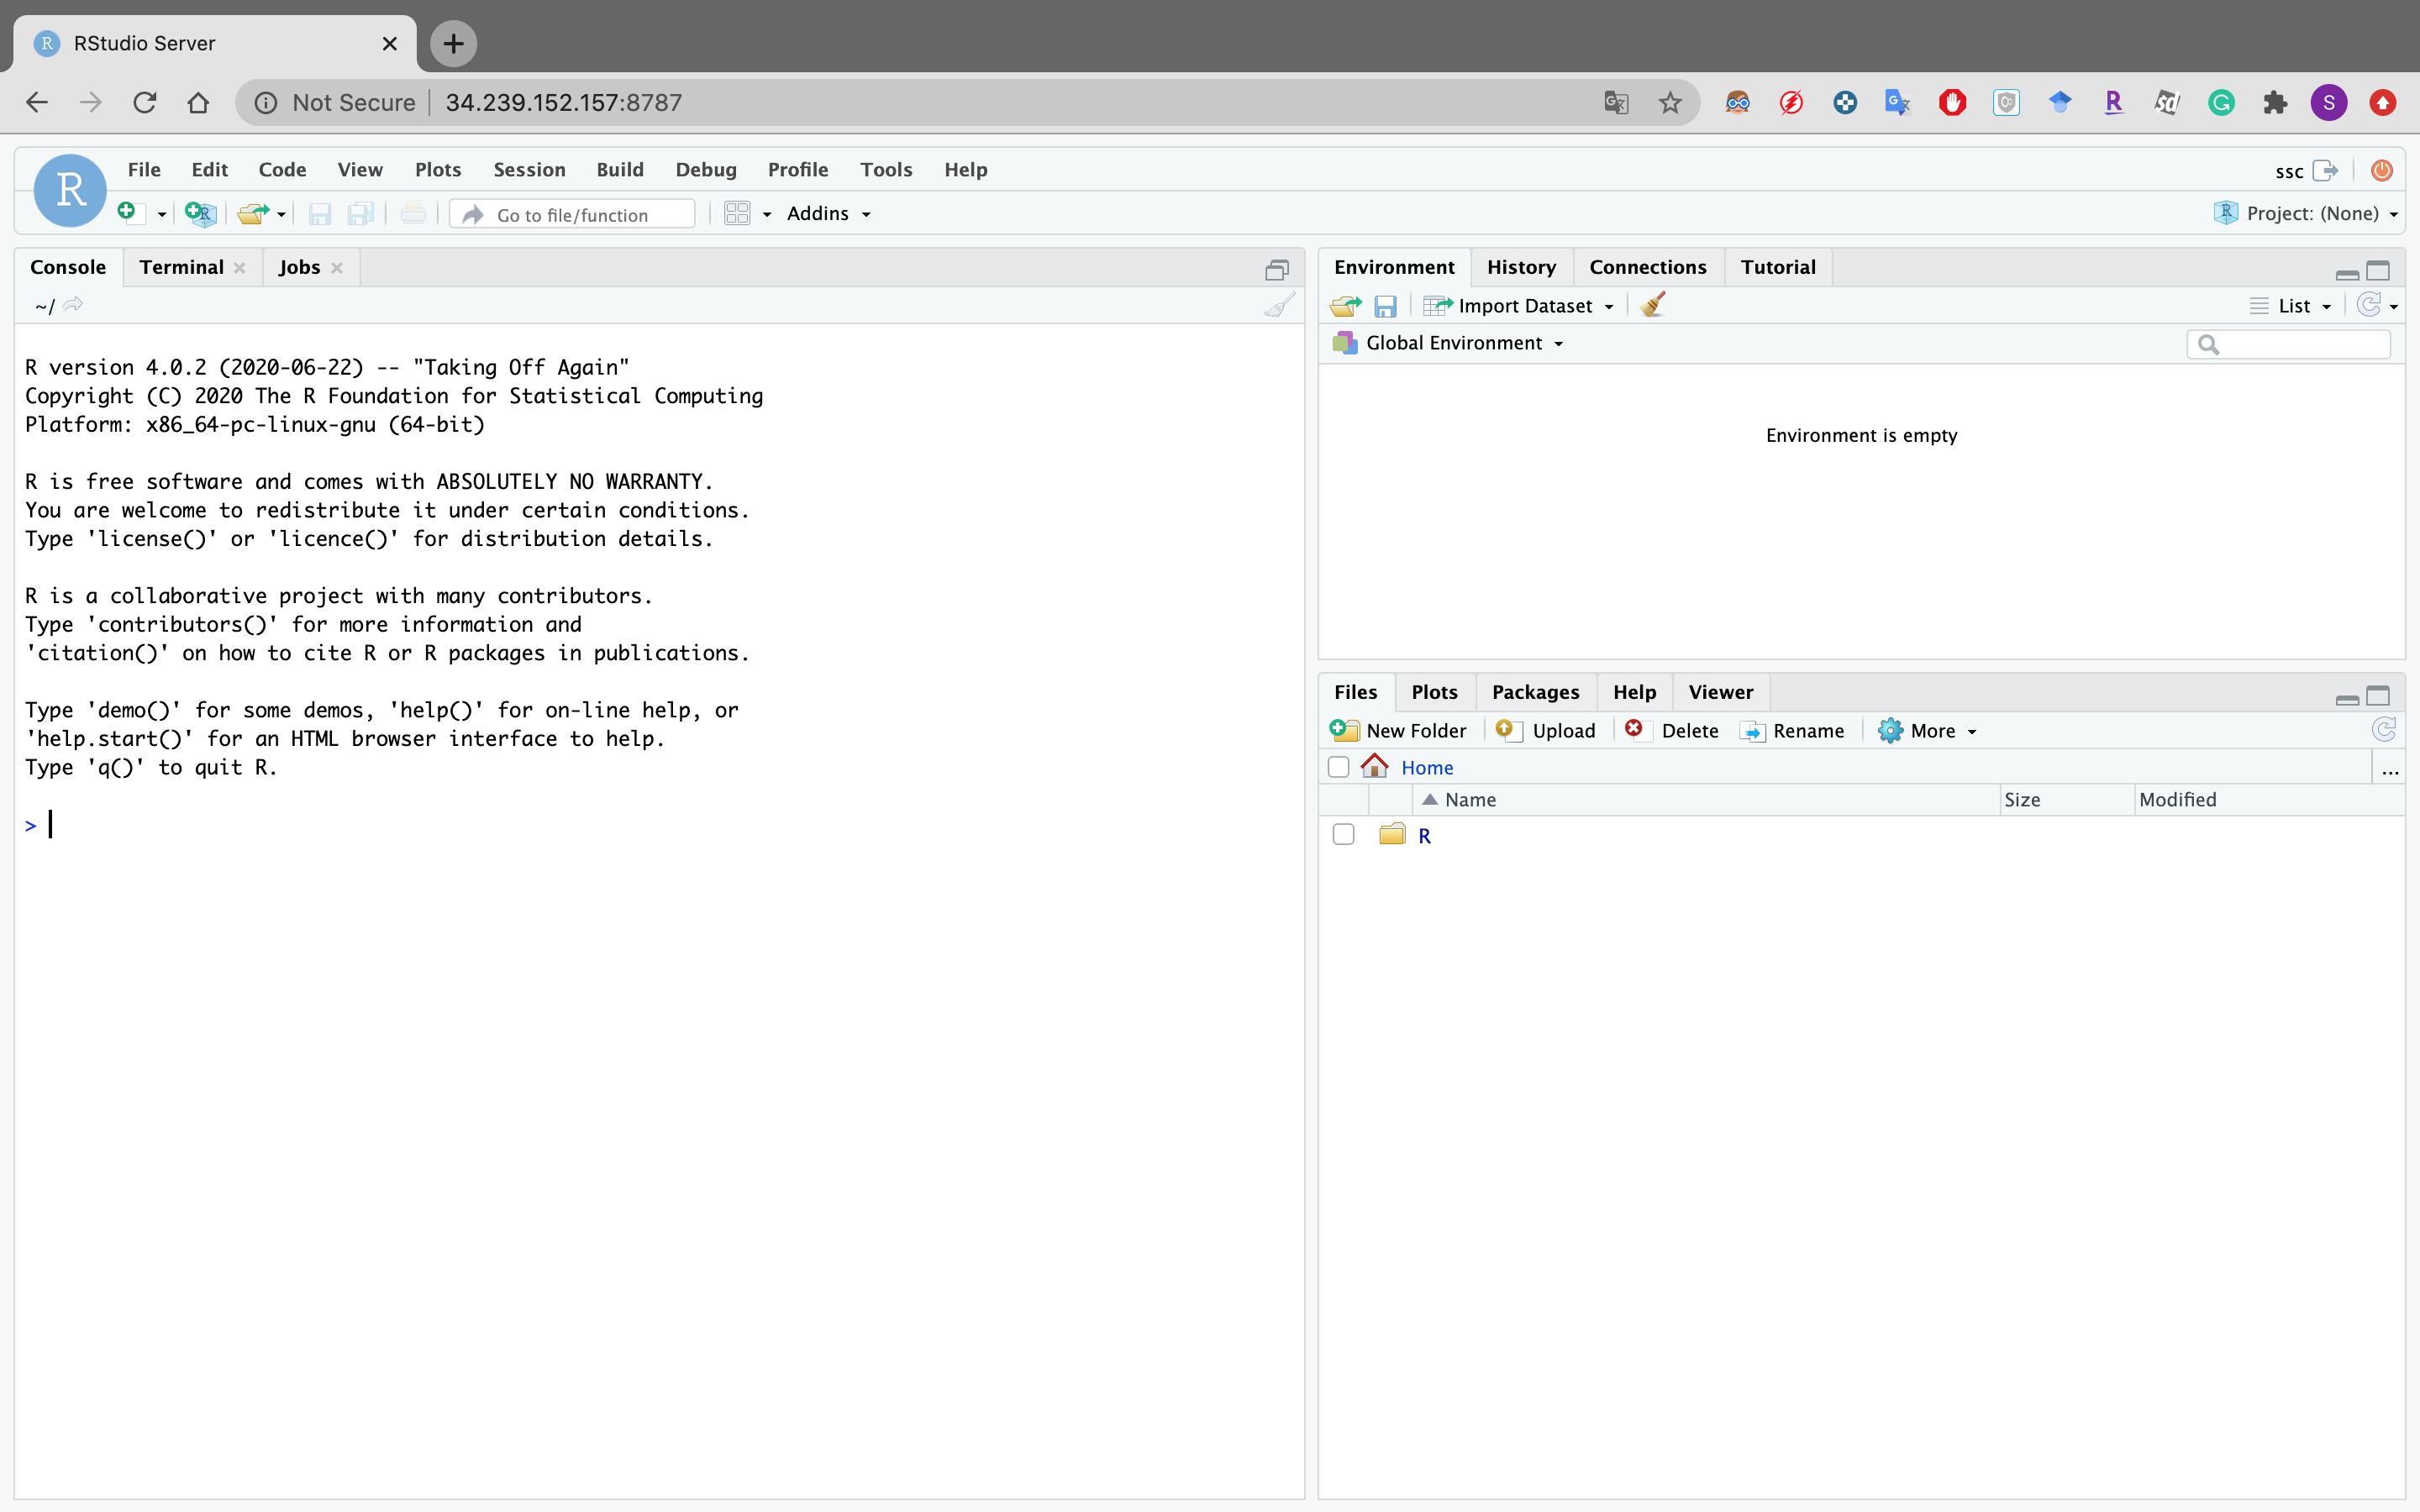 RStudio Server
Not Secure 34.239.152.157:8787
File Edit Code View Plots Session Build Debug Profile Tools Help
ssc
R
Go to file/function
Addins
Project: (None)
Console Terminal Jobs
~/
R version 4.0.2 (2020-06-22) -- "Taking Off Again"
Copyright (C) 2020 The R Foundation for Statistical Computing
Platform: x86_64-pc-linux-gnu (64-bit)
R is free software and comes with ABSOLUTELY NO WARRANTY.
You are welcome to redistribute it under certain conditions.
Type 'license()' or 'licence()' for distribution details.
R is a collaborative project with many contributors.
Type 'contributors()' for more information and
'citation()' on how to cite R or R packages in publications.
Type 'demo()' for some demos, 'help()' for on-line help, or
'help.start()' for an HTML browser interface to help.
Type 'q()' to quit R.
>
Environment History Connections Tutorial
Import Dataset
List
Global Environment
Environment is empty
Files Plots Packages Help Viewer
New Folder Upload Delete Rename More
Home
...
Name Size Modified
R